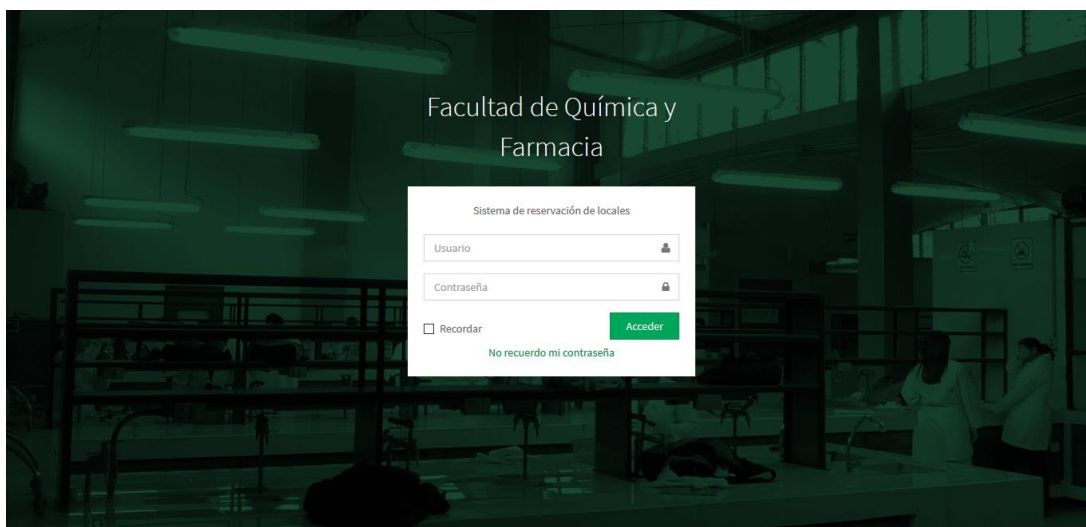 Facultad de Química y
Farmacia
Sistema de reservación de locales
Usuario
Contraseña
Recordar
Acceder
No recuerdo mi contraseña